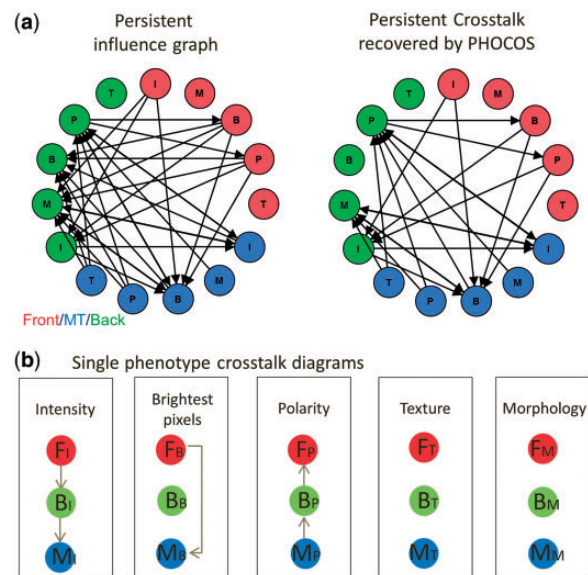 (a)
Persistent
influence graph
Persistent Crosstalk
recovered by PHOCOS
T I M
P B
B P
M T
I I
T P B M
T I M
P B
B P
M T
I I
T P B M
Front/MT/Back
(b) Single phenotype crosstalk diagrams
Intensity
FI
BI
MI
Brightest
pixels
FB
BB
MB
Polarity
FP
BP
MP
Texture
FT
BT
MT
Morphology
FM
BM
MM